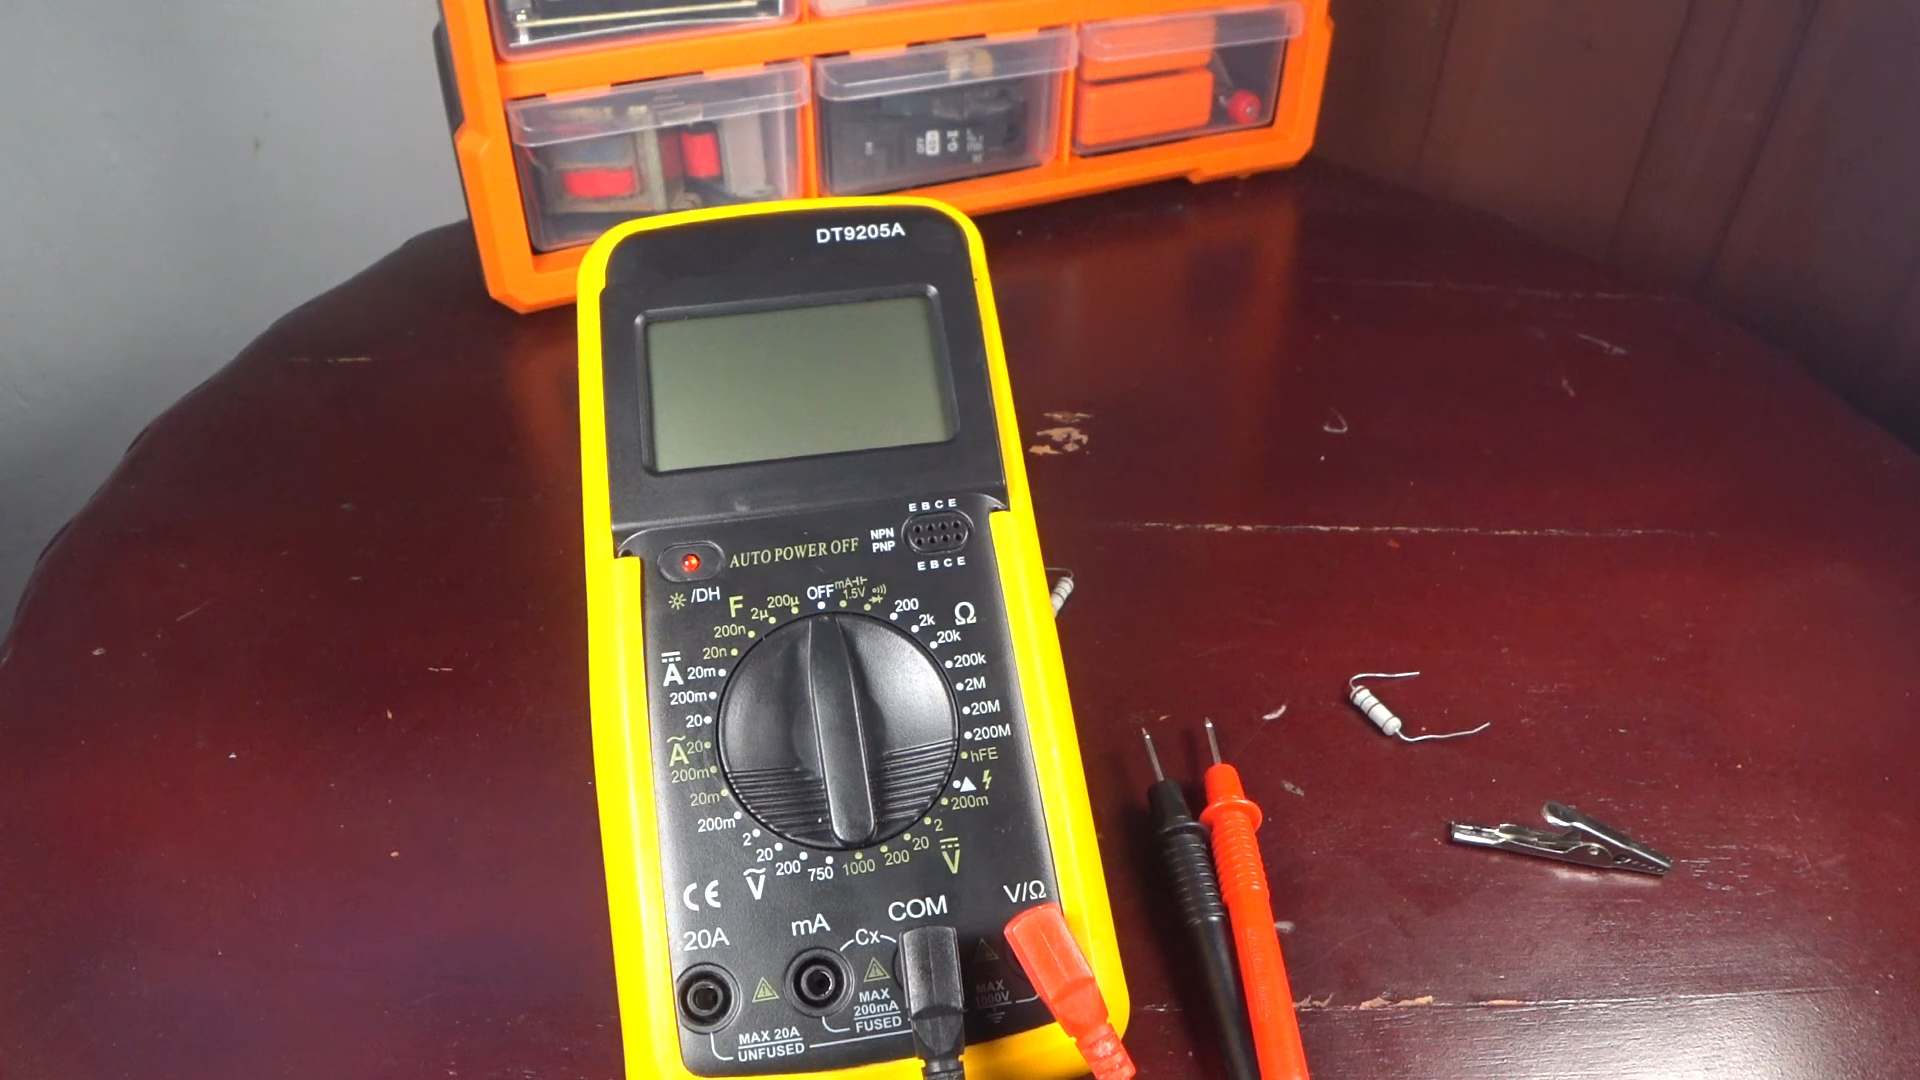 DT9205A
E B C E
NPN
PNP
E B C E
AUTO POWER OFF
/DH
F
2µ
200µ
OFF
mA
1.5V
200
Ω
2k
20k
200k
2M
20M
200M
hFE
200m
2
20
V
200
1000
750
200
V
20
2
200m
20m
200m
A
20
20
200m
A
20m
20n
200n
CE
20A
mA
Cx
COM
V/Ω
MAX 20A
UNFUSED
MAX
200mA
FUSED
MAX
1000V